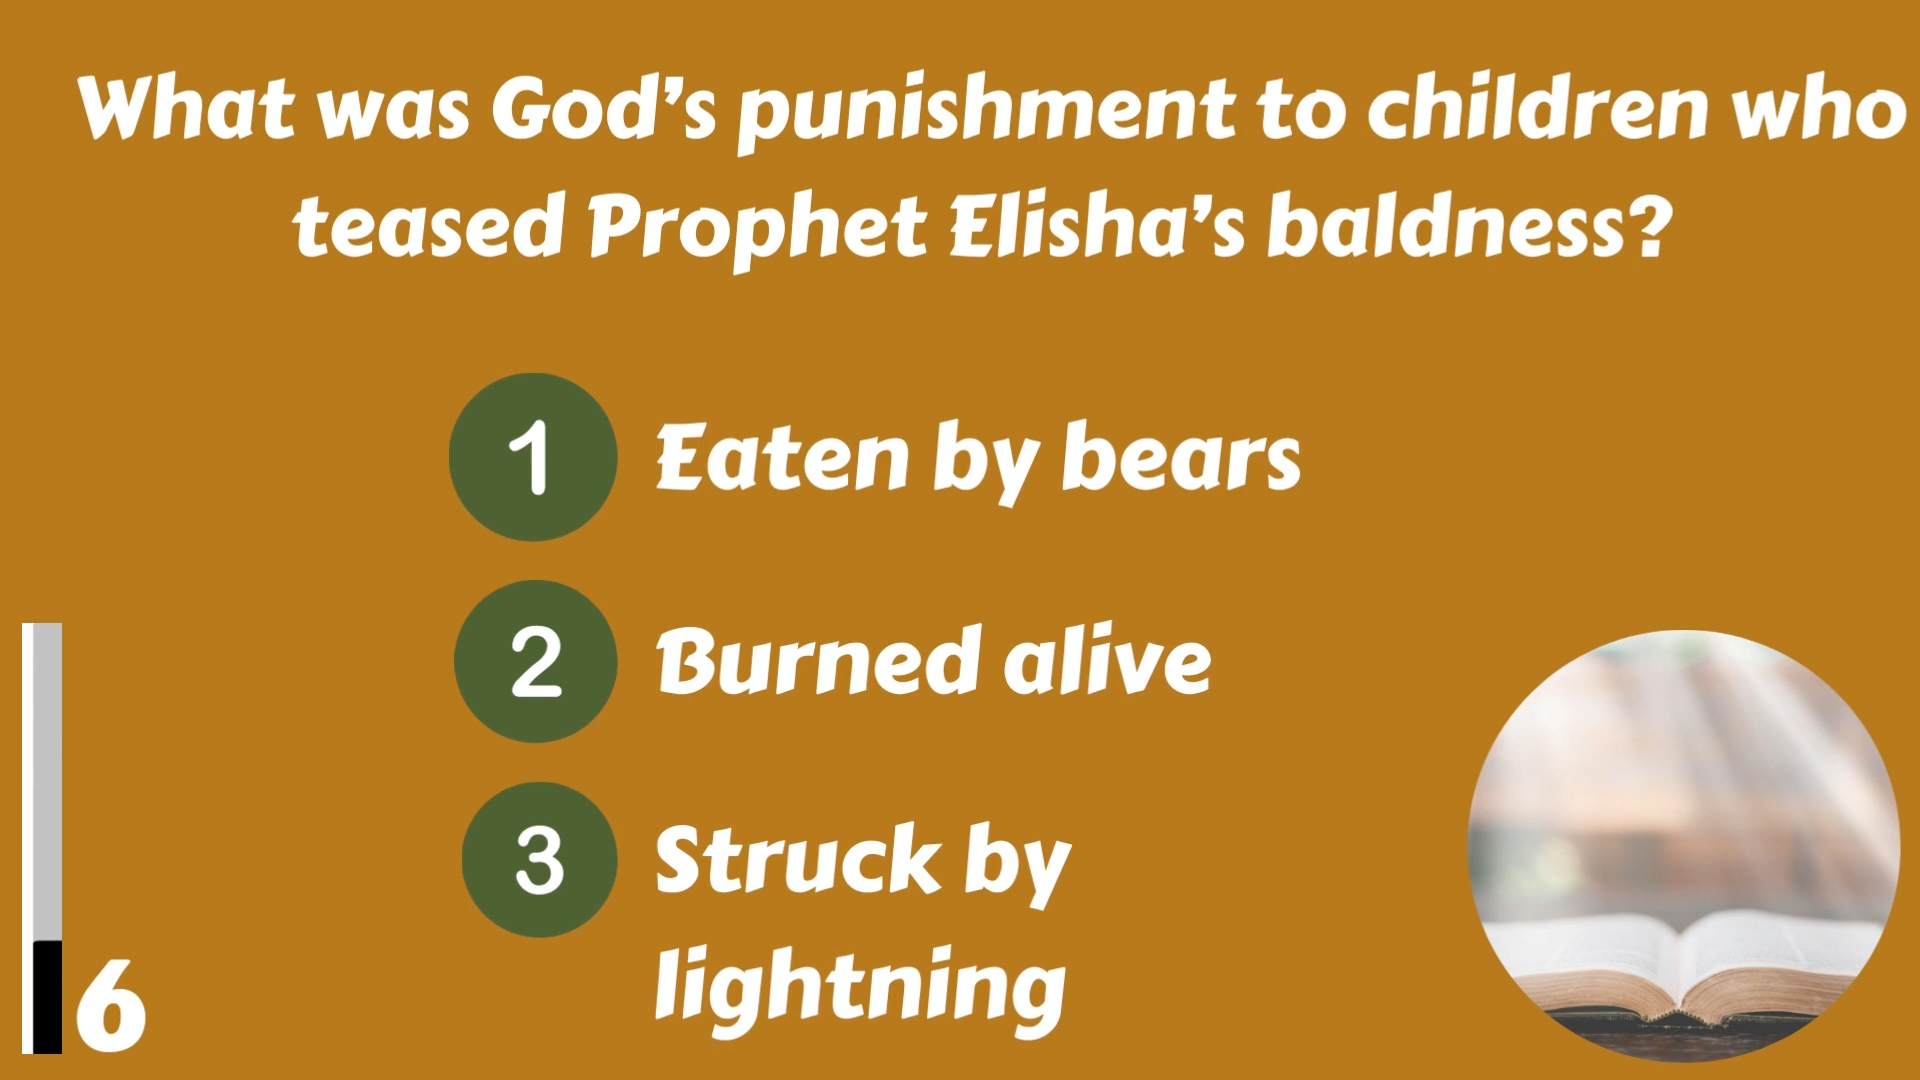 What was God's punishment to children who
teased Prophet Elisha's baldness?
1 Eaten by bears
2 Burned alive
3 Struck by
lightning
6